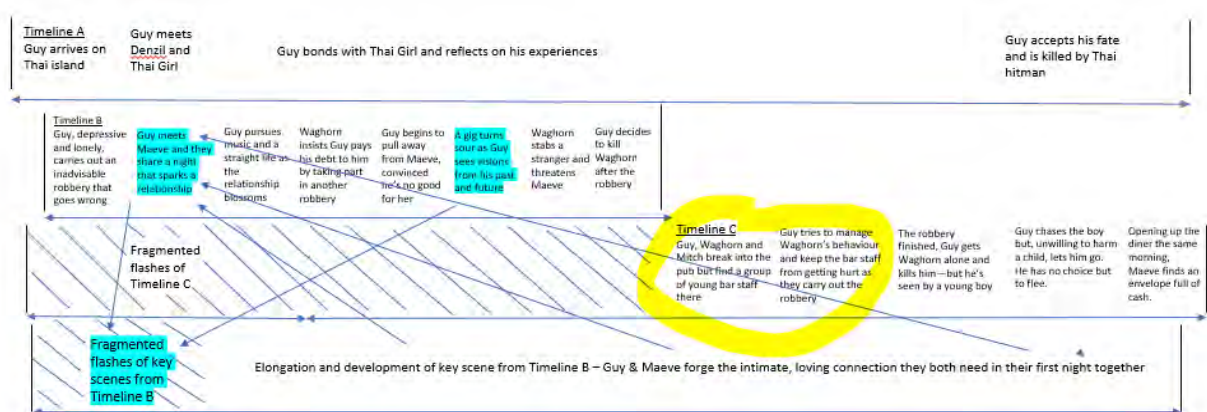 Timeline A
Guy arrives on
Thai island
Guy meets
Denzil and
Thai Girl
Guy bonds with Thai Girl and reflects on his experiences
Guy accepts his fate
and is killed by Thai
hitman
Timeline B
Guy, depressive
and lonely,
carries out an
inadvisable
robbery that
goes wrong
Guy meets
Maeve and they
share a night
that sparks a
relationship
Guy pursues
music and a
straight life as
the
relationship
blossoms
Waghorn
insists Guy pays
his debt to him
by taking part
in another
robbery
Guy begins to
pull away
from Maeve,
convinced
he's no good
for her
A gig turns
sour as Guy
sees visions
from his past
and future
Waghorn
stabs a
stranger and
threatens
Maeve
Guy decides
to kill
Waghorn
after the
robbery
Fragmented
flashes of
Timeline C
Timeline C
Guy, Waghorn and
Mitch break into the
pub but find a group
of young bar staff
there
Guy tries to manage
Waghorn's behaviour
and keep the bar staff
from getting hurt as
they carry out the
robbery
The robbery
finished, Guy gets
Waghorn alone and
kills him – but he's
seen by a young boy
Guy chases the boy
but, unwilling to harm
a child, lets him go.
He has no choice but
to flee.
Opening up the
diner the same
morning,
Maeve finds an
envelope full of
cash.
Fragmented
flashes of key
scenes from
Timeline B
Elongation and development of key scene from Timeline B – Guy & Maeve forge the intimate, loving connection they both need in their first night together